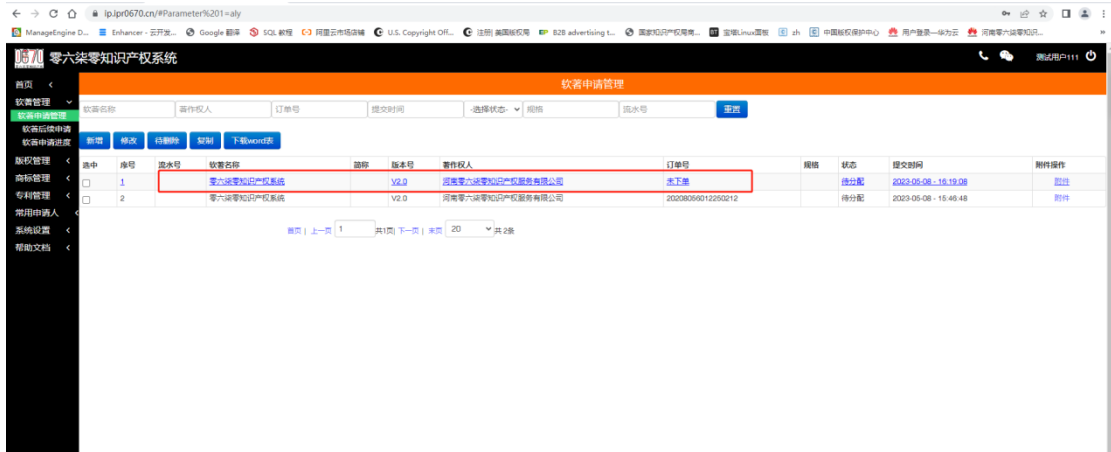 ip.ipr0670.cn/#Parameter%201=aly
ManageEngine D... Enhancer - 云开发... Google 翻译 SQL 教程 阿里云市场店铺 U.S. Copyright Off... 注册 美国版权局 B2B advertising t... 国家知识产权局商... 宝塔Linux面板 zh 中国版权保护中心 用户登录—华为云 河南零六柒零知识...
0670 零六柒零知识产权系统 测试用户111
首页
软著申请管理
软著管理
软著申请管理
软著后续申请
软著申请进度
软著名称 著作权人 订单号 提交时间 -选择状态- 规格 流水号 重置
新增 修改 待删除 复制 下载word表
版权管理
商标管理
专利管理
常用申请人
系统设置
帮助文档
选中 序号 流水号 软著名称 简称 版本号 著作权人 订单号 规格 状态 提交时间 附件操作
1 零六柒零知识产权系统 V2.0 河南零六柒零知识产权服务有限公司 未下单 待分配 2023-05-08 - 16:19:08 附件
2 零六柒零知识产权系统 V2.0 河南零六柒零知识产权服务有限公司 20208056012250212 待分配 2023-05-08 - 15:46:48 附件
首页 | 上一页 1 共1页| 下一页 | 末页 20 共 2条